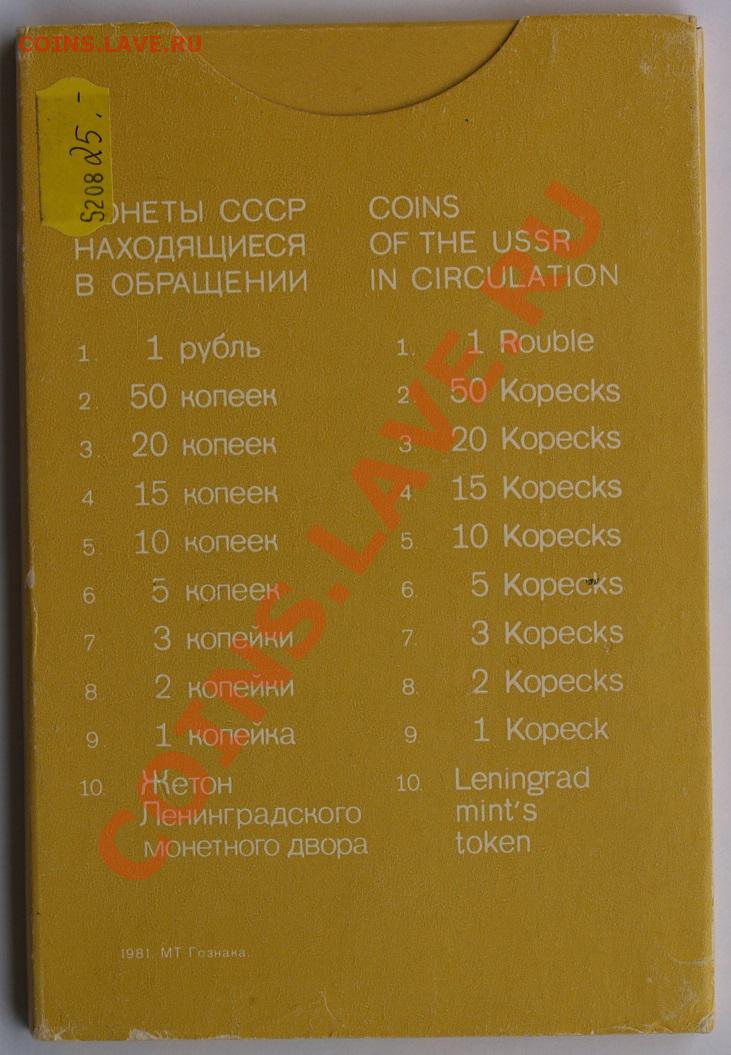 COINS.LAVE.RU
S208 25.-
ОНЕТЫ СССР
НАХОДЯЩИЕСЯ
В ОБРАЩЕНИИ
1. 1 рубль
2. 50 копеек
3. 20 копеек
4 15 копеек
5. 10 копеек
6 5 копеек
7 3 копейки
8. 2 копейки
9 1 копейка
10. Жетон
Ленинградского
монетного двора
COINS
OF THE USSR
IN CIRCULATION
1. 1 Rouble
2. 50 Kopecks
3. 20 Kopecks
4. 15 Kopecks
5. 10 Kopecks
6. 5 Kopecks
7. 3 Kopecks
8. 2 Kopecks
9. 1 Kopeck
10. Leningrad
mint's
token
1981. МТ Гознака.
COINS.LAVE.RU